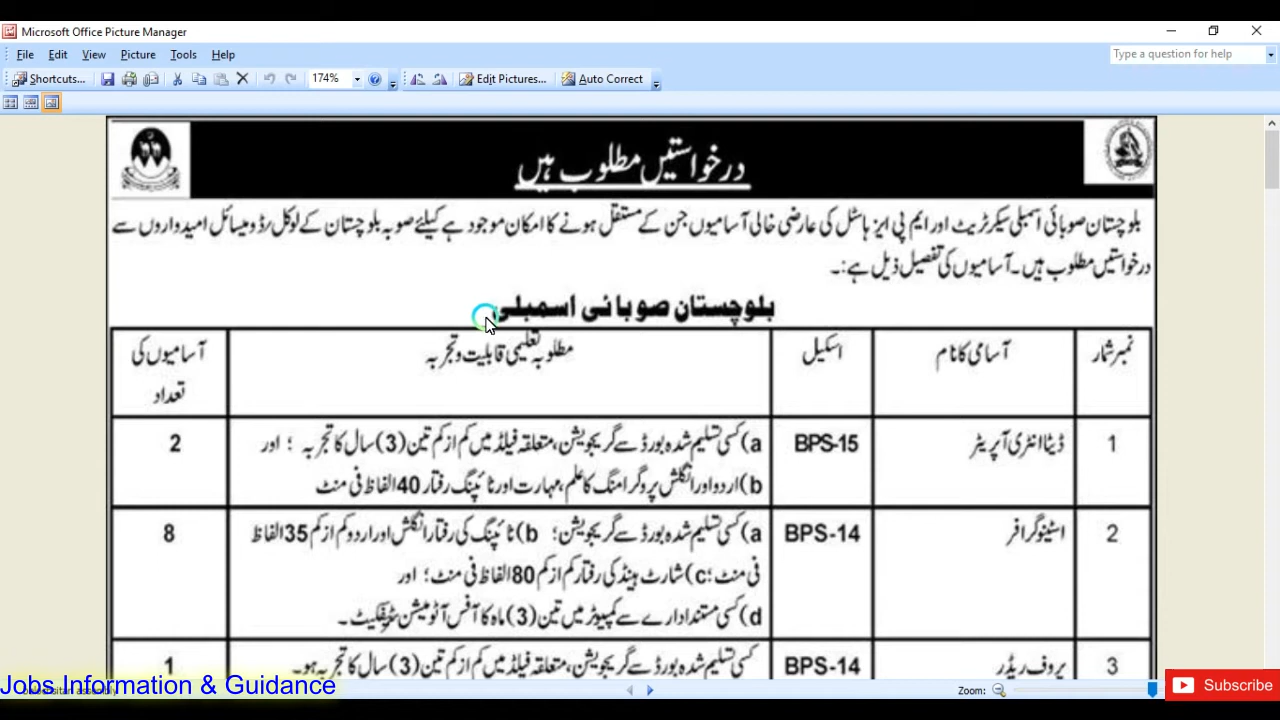 Microsoft Office Picture Manager
File Edit View Picture Tools Help
Type a question for help
Shortcuts... 174% Edit Pictures... Auto Correct
درخواستیں مطلوب ہیں
بلوچستان صوبائی اسمبلی سیکرٹریٹ اور ایم پی ایز ہاسٹل کی عارضی خالی آسامیوں جن کے مستقل ہونے کا امکان موجود ہے کیلئے صوبہ بلوچستان کے لوکل رڈومیسائل امیدواروں سے
درخواستیں مطلوب ہیں۔ آسامیوں کی تفصیل ذیل ہے:۔
بلوچستان صوبائی اسمبلی
نمبر شمار آسامی کا نام اسکیل مطلوبہ تعلیمی قابلیت و تجربہ آسامیوں کی
تعداد
1 ڈیٹا انٹری آپریٹر BPS-15 a) کسی تسلیم شدہ بورڈ سے گریجویشن، متعلقہ فیلڈ میں کم از کم تین (3) سال کا تجربہ ؛ اور 2
b) اردو اور انگلش پروگرامنگ کا علم، مہارت اور ٹائپنگ رفتار 40 الفاظ فی منٹ
2 اسٹینوگرافر BPS-14 a) کسی تسلیم شدہ بورڈ سے گریجویشن؛ b) ٹائپنگ کی رفتار انگلش اور اردو کم از کم 35 الفاظ 8
فی منٹ؛ c) شارٹ ہینڈ کی رفتار کم از کم 80 الفاظ فی منٹ؛ اور
d) کسی مستند ادارے سے کمپیوٹر میں تین (3) ماہ کا آفس آٹومیشن سرٹیفکیٹ۔
3 پروف ریڈر BPS-14 کسی تسلیم شدہ بورڈ سے گریجویشن، متعلقہ فیلڈ میں کم از کم تین (3) سال کا تجربہ ہو۔ 1
Jobs Information & Guidance
Zoom:
Subscribe